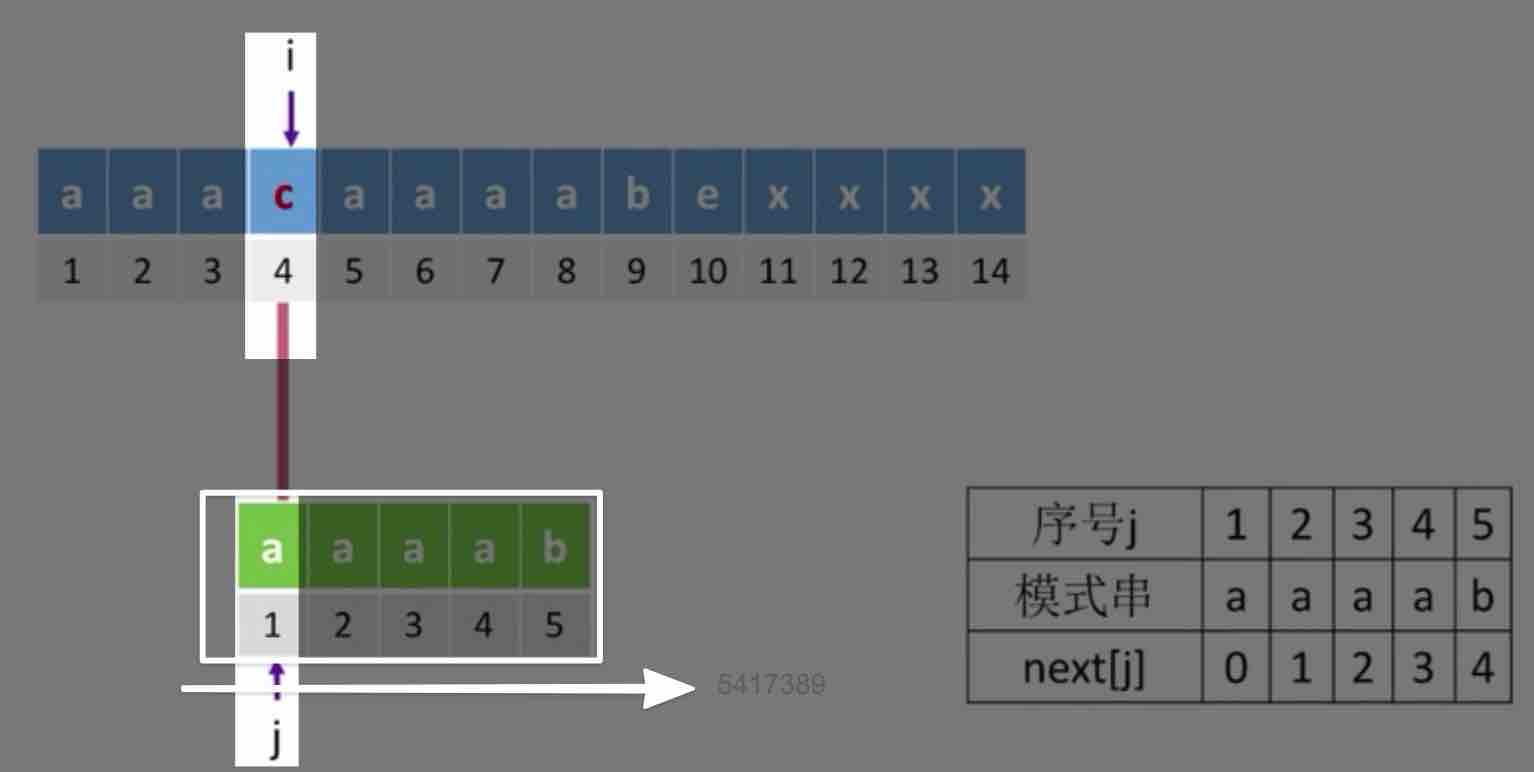 i
a a a c a a a a b e x x x x
1 2 3 4 5 6 7 8 9 10 11 12 13 14
a a a a b
1 2 3 4 5
j
5417389
序号j 1 2 3 4 5
模式串 a a a a b
next[j] 0 1 2 3 4